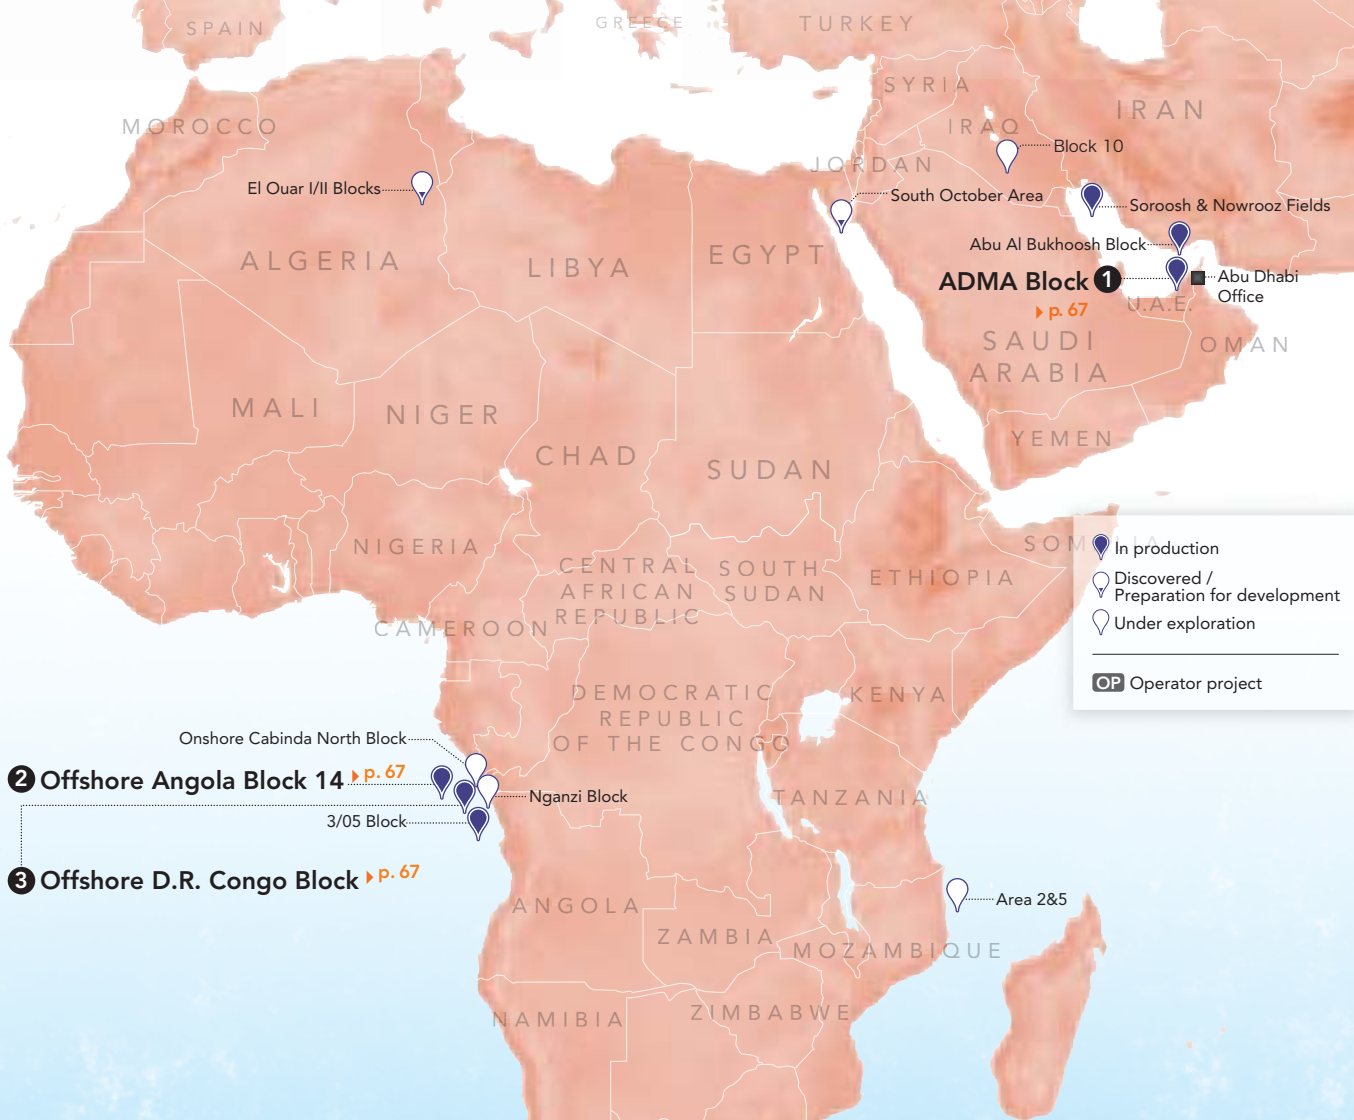 SPAIN
GREECE
TURKEY
SYRIA
IRAN
MOROCCO
IRAQ
Block 10
JORDAN
El Ouar I/II Blocks
South October Area
Soroosh & Nowrooz Fields
Abu Al Bukhoosh Block
ALGERIA
LIBYA
EGYPT
ADMA Block 1
p. 67
Abu Dhabi
Office
U.A.E.
SAUDI
ARABIA
OMAN
MALI
NIGER
YEMEN
CHAD
SUDAN
NIGERIA
SOMALIA
In production
Discovered /
Preparation for development
Under exploration
OP Operator project
CENTRAL
AFRICAN
REPUBLIC
SOUTH
SUDAN
ETHIOPIA
CAMEROON
DEMOCRATIC
REPUBLIC
OF THE CONGO
KENYA
Onshore Cabinda North Block
2 Offshore Angola Block 14 p. 67
Nganzi Block
TANZANIA
3/05 Block
3 Offshore D.R. Congo Block p. 67
Area 2&5
ANGOLA
ZAMBIA
MOZAMBIQUE
NAMIBIA
ZIMBABWE